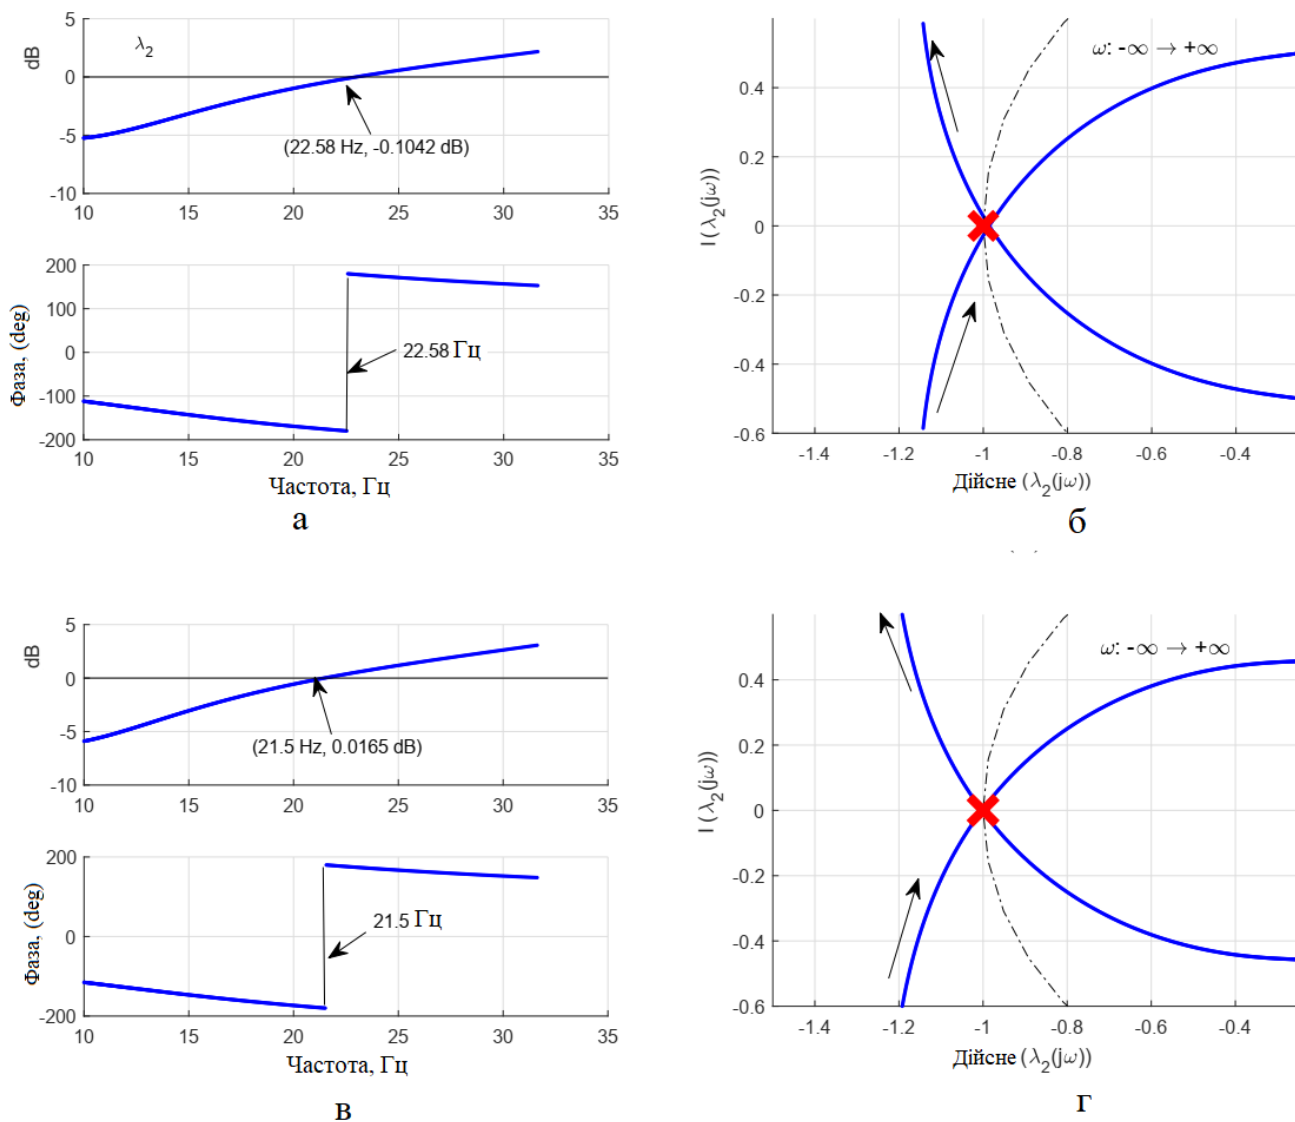 5
0
-5
-10
dB
λ₂
(22.58 Hz, -0.1042 dB)
10 15 20 25 30 35
200
100
0
-100
-200
Фаза, (deg)
22.58 Гц
10 15 20 25 30 35
Частота, Гц
а
0.4
0.2
0
-0.2
-0.4
-0.6
I (λ₂(jω))
ω: -∞ → +∞
-1.4 -1.2 -1 -0.8 -0.6 -0.4
Дійсне (λ₂(jω))
б
5
0
-5
-10
dB
(21.5 Hz, 0.0165 dB)
10 15 20 25 30 35
200
100
0
-100
-200
Фаза, (deg)
21.5 Гц
10 15 20 25 30 35
Частота, Гц
в
0.4
0.2
0
-0.2
-0.4
-0.6
I (λ₂(jω))
ω: -∞ → +∞
-1.4 -1.2 -1 -0.8 -0.6 -0.4
Дійсне (λ₂(jω))
г